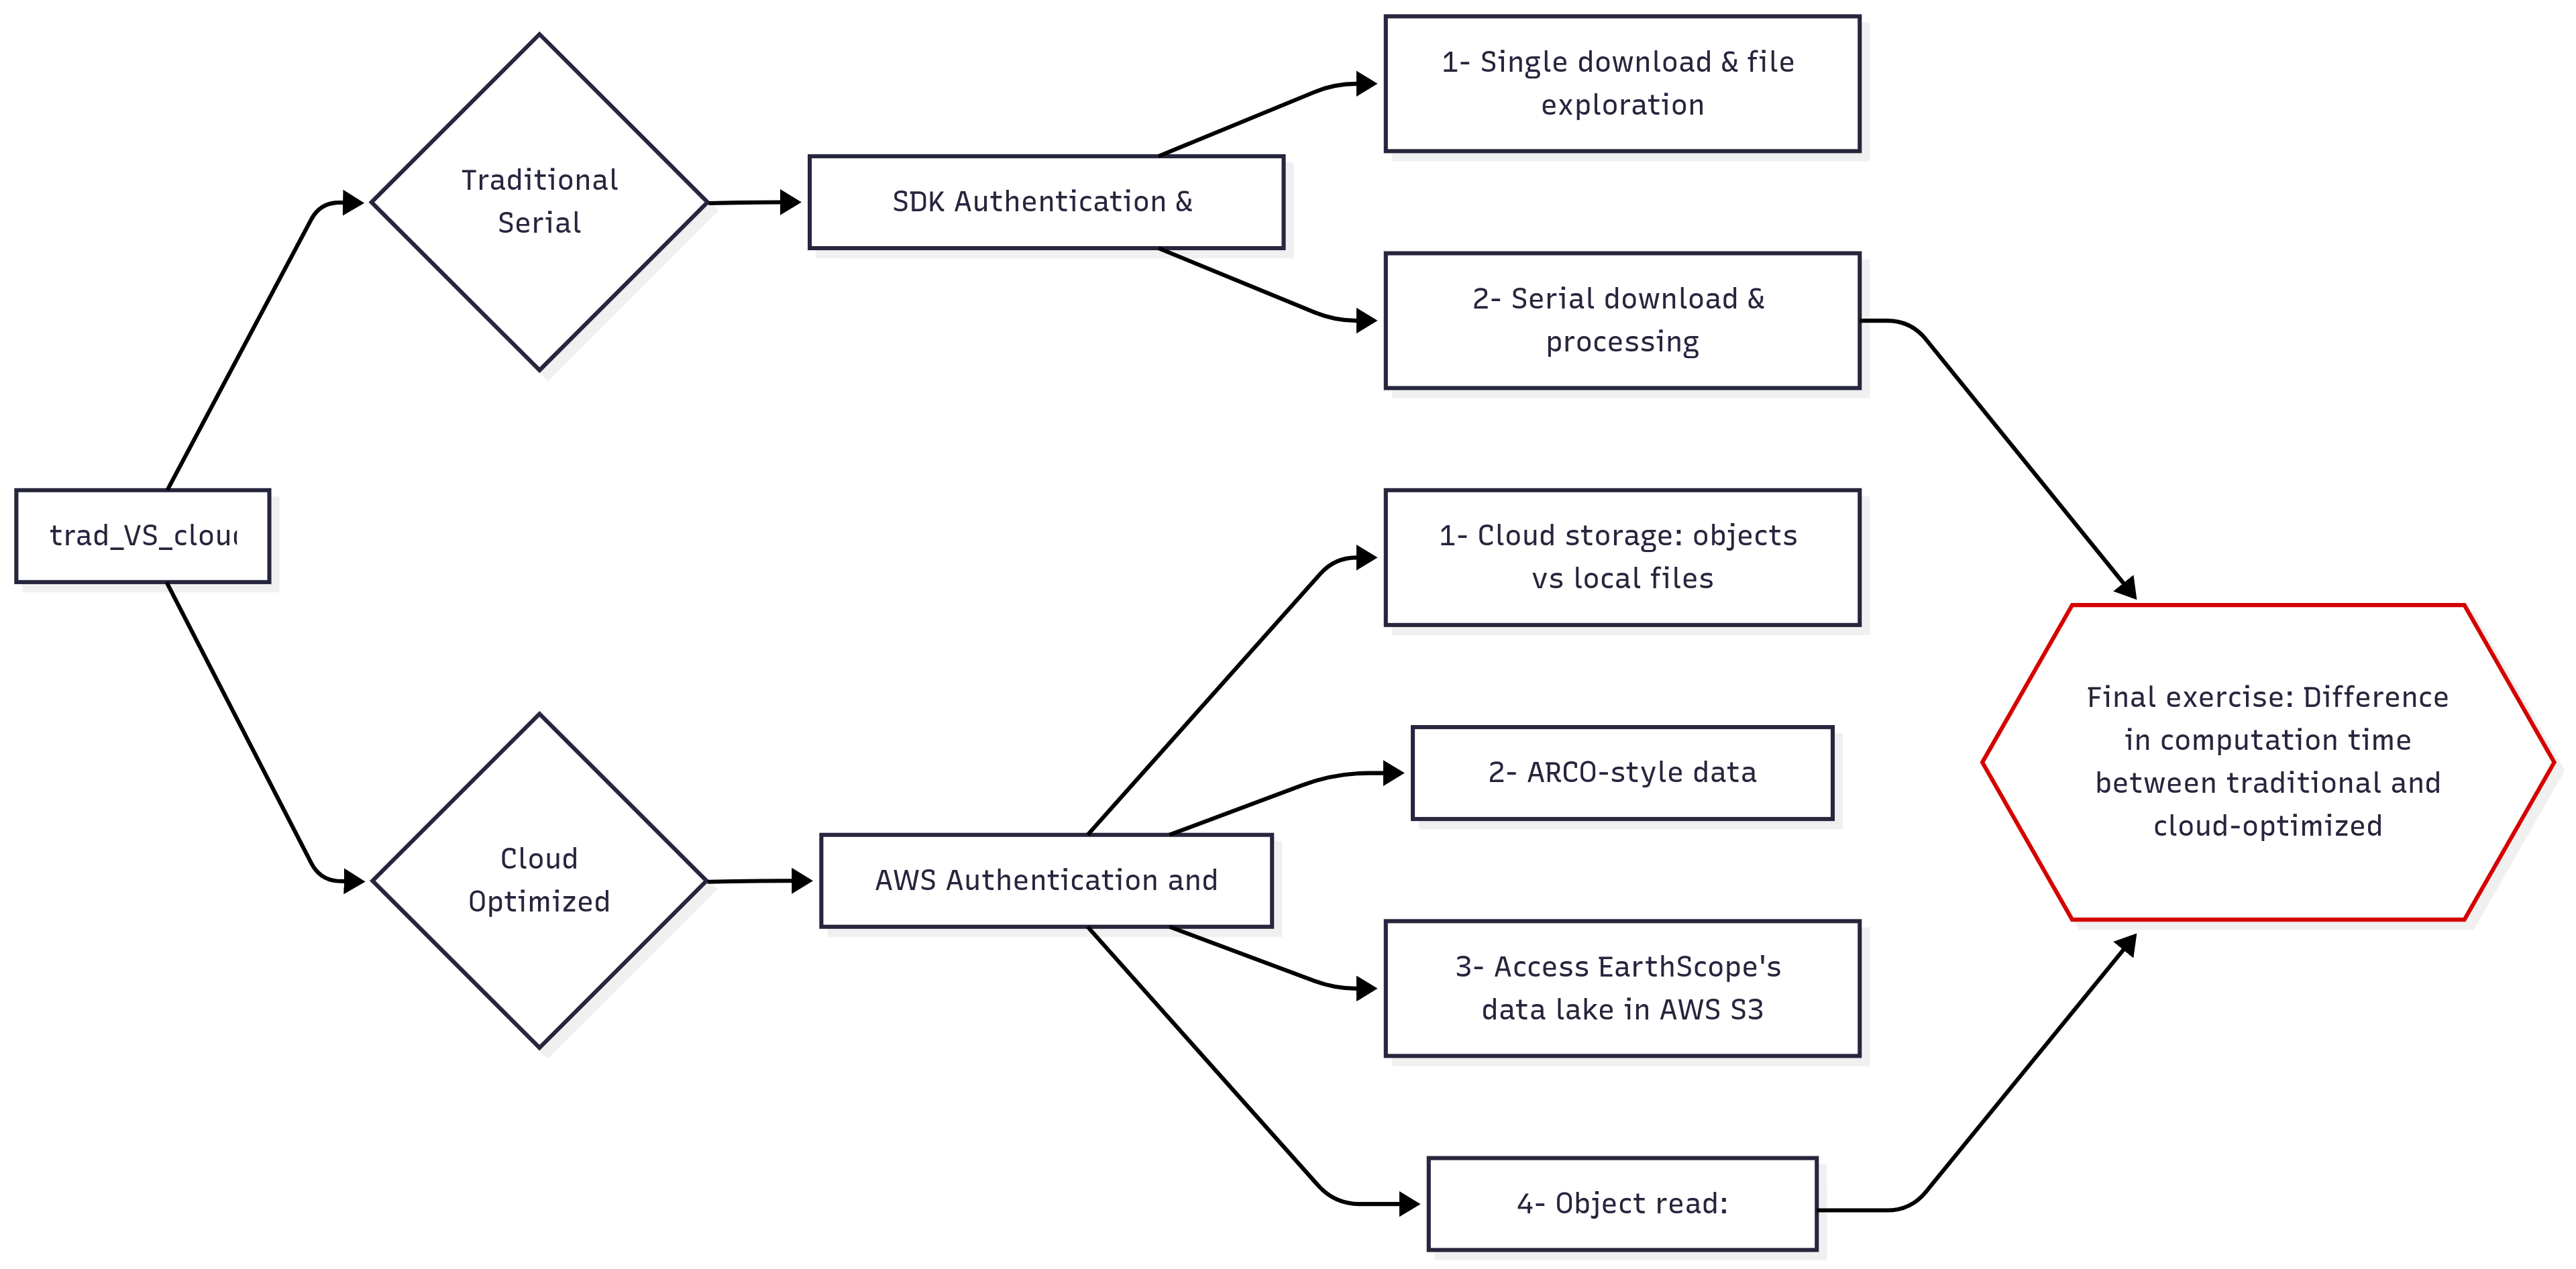 1- Single download & file
exploration
Traditional
Serial
SDK Authentication &
2- Serial download &
processing
trad_VS_clou
1- Cloud storage: objects
vs local files
Final exercise: Difference
in computation time
between traditional and
cloud-optimized
2- ARCO-style data
Cloud
Optimized
AWS Authentication and
3- Access EarthScope's
data lake in AWS S3
4- Object read: